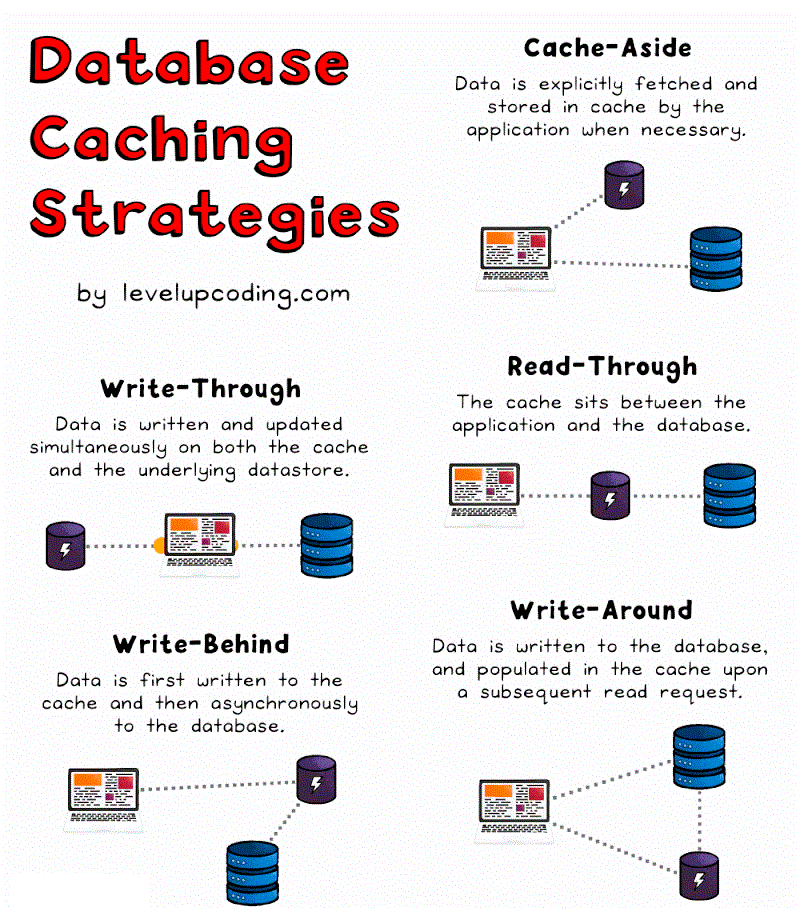 Database
Caching
Strategies
by levelupcoding.com
Cache-Aside
Data is explicitly fetched and
stored in cache by the
application when necessary.
Read-Through
The cache sits between the
application and the database.
Write-Through
Data is written and updated
simultaneously on both the cache
and the underlying datastore.
Write-Around
Data is written to the database,
and populated in the cache upon
a subsequent read request.
Write-Behind
Data is first written to the
cache and then asynchronously
to the database.